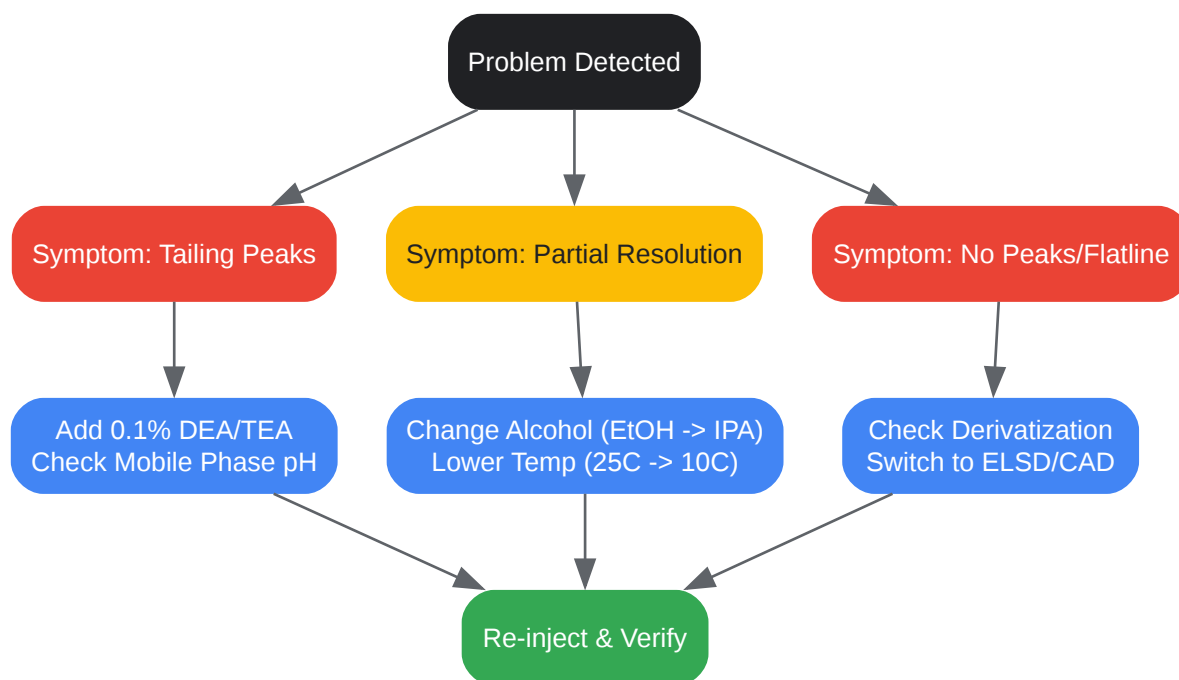 Problem Detected
Symptom: Tailing Peaks
Symptom: Partial Resolution
Symptom: No Peaks/Flatline
Add 0.1% DEA/TEA
Check Mobile Phase pH
Change Alcohol (EtOH -> IPA)
Lower Temp (25C -> 10C)
Check Derivatization
Switch to ELSD/CAD
Re-inject & Verify